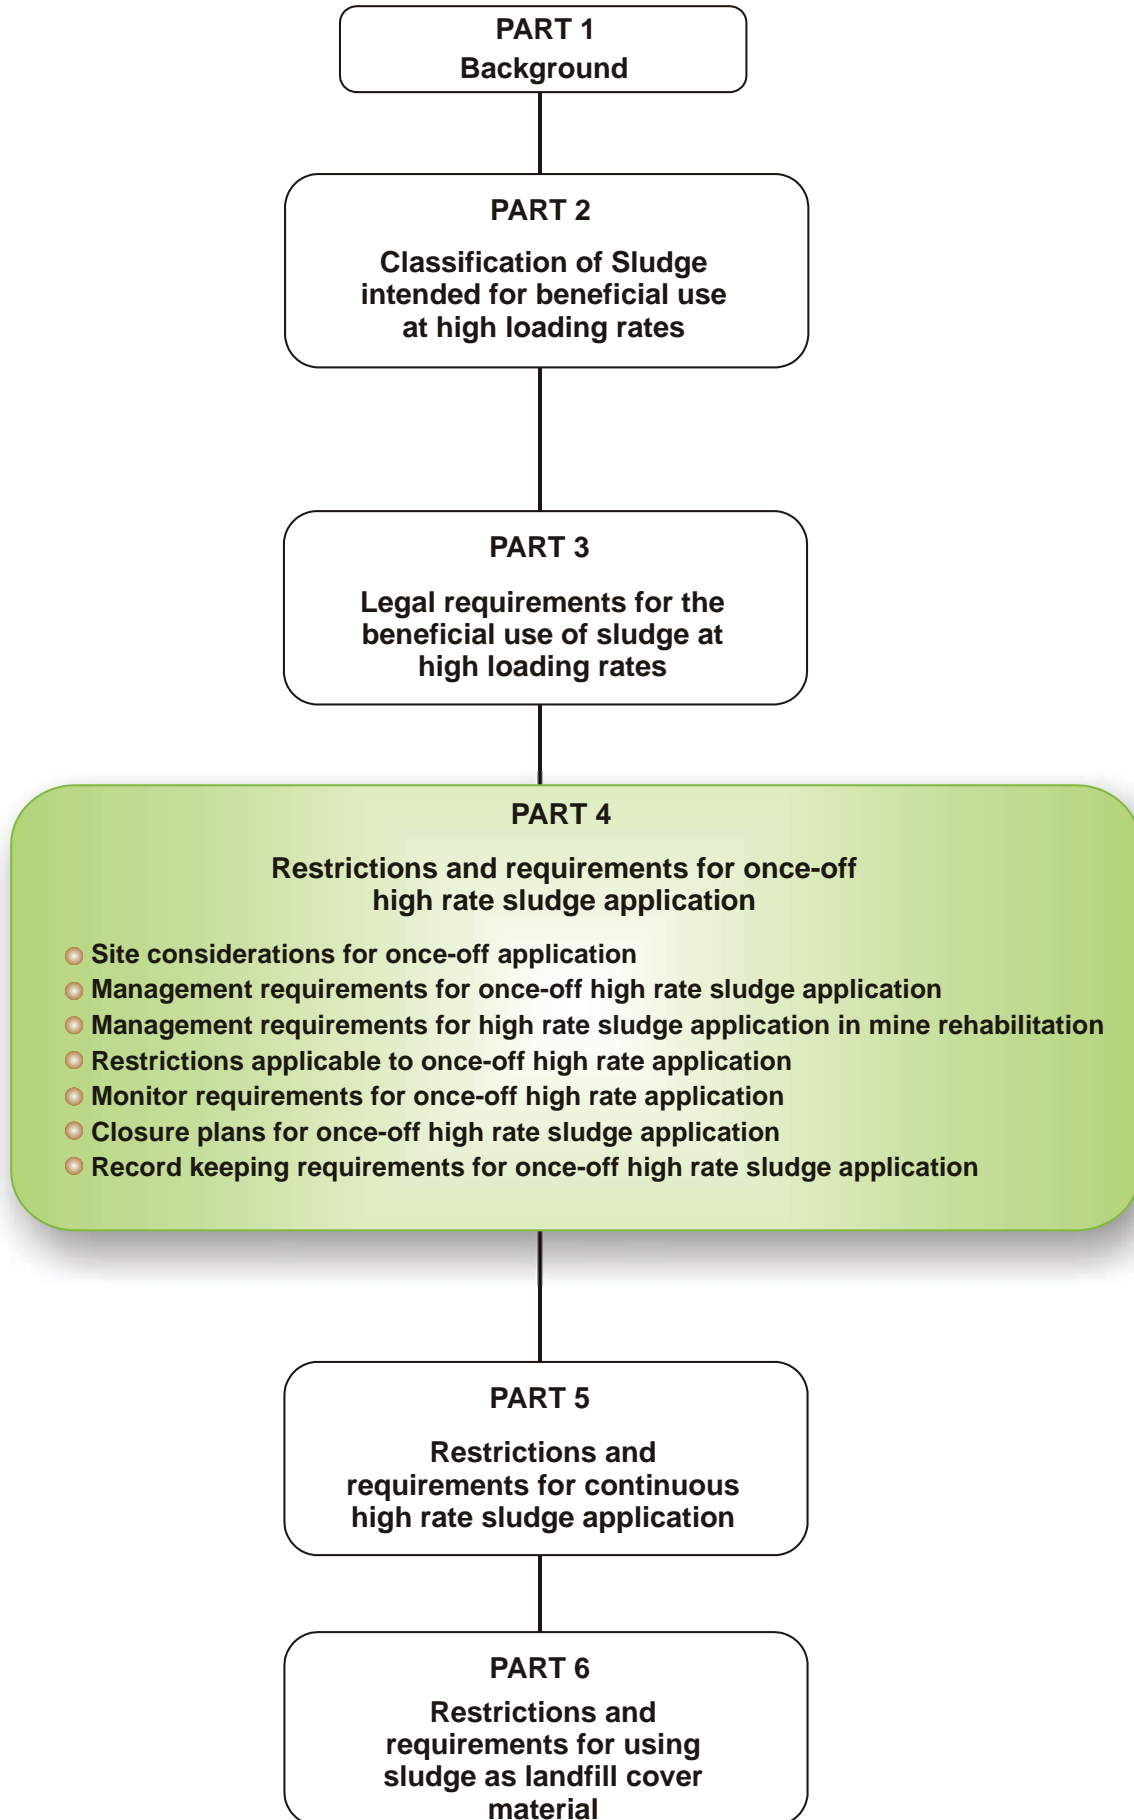 PART 1
Background
PART 2
Classification of Sludge
intended for beneficial use
at high loading rates
PART 3
Legal requirements for the
beneficial use of sludge at
high loading rates
PART 4
Restrictions and requirements for once-off
high rate sludge application
Site considerations for once-off application
Management requirements for once-off high rate sludge application
Management requirements for high rate sludge application in mine rehabilitation
Restrictions applicable to once-off high rate application
Monitor requirements for once-off high rate application
Closure plans for once-off high rate sludge application
Record keeping requirements for once-off high rate sludge application
PART 5
Restrictions and
requirements for continuous
high rate sludge application
PART 6
Restrictions and
requirements for using
sludge as landfill cover
material